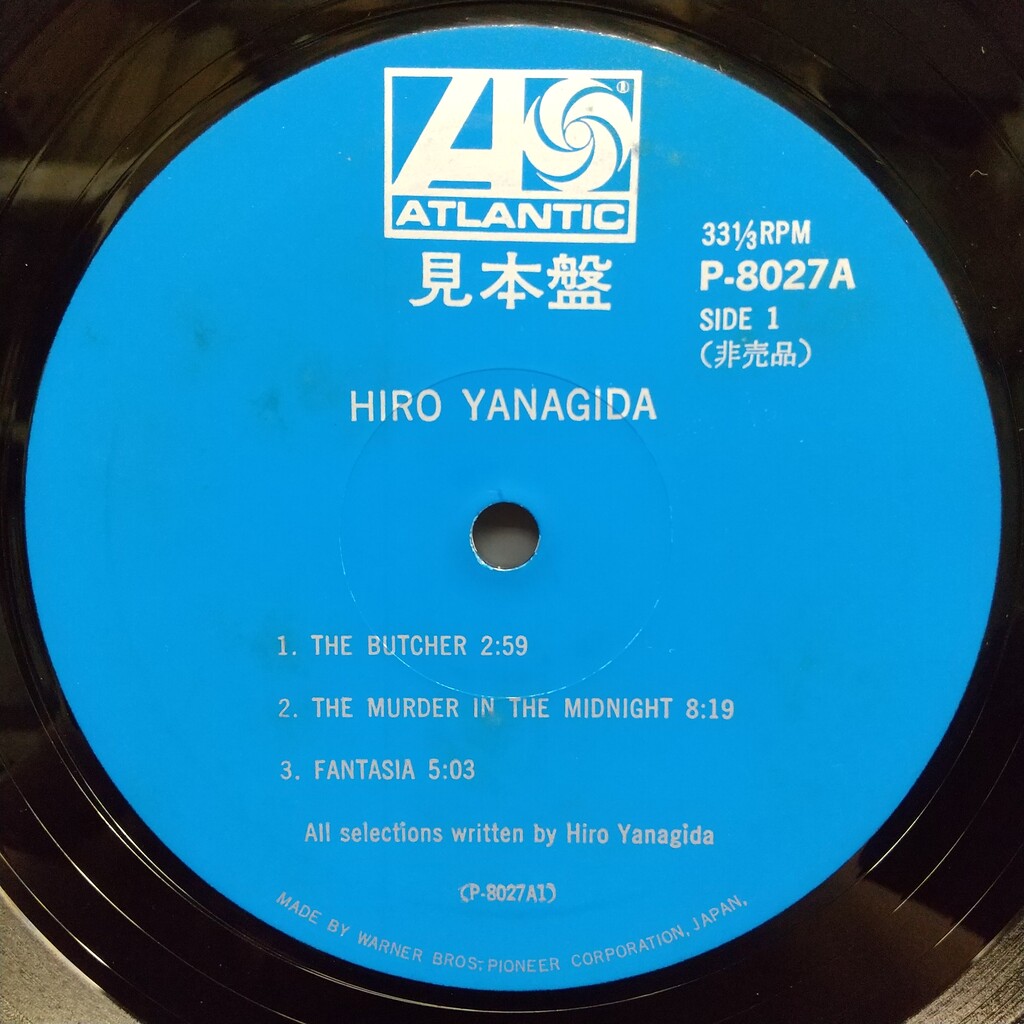 ®
ATLANTIC
見本盤
33⅓RPM
P-8027A
SIDE 1
(非売品)
HIRO YANAGIDA
1. THE BUTCHER 2:59
2. THE MURDER IN THE MIDNIGHT 8:19
3. FANTASIA 5:03
All selections written by Hiro Yanagida
(P-8027A1)
MADE BY WARNER BROS.-PIONEER CORPORATION, JAPAN,